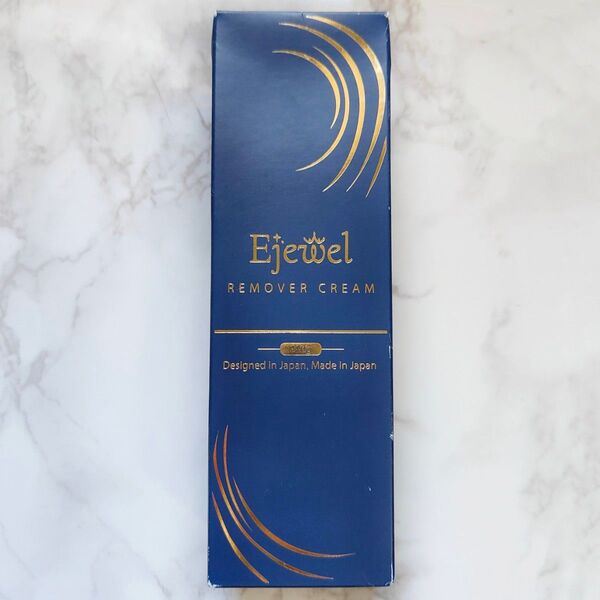 Ejewel
REMOVER CREAM
Designed in Japan, Made in Japan